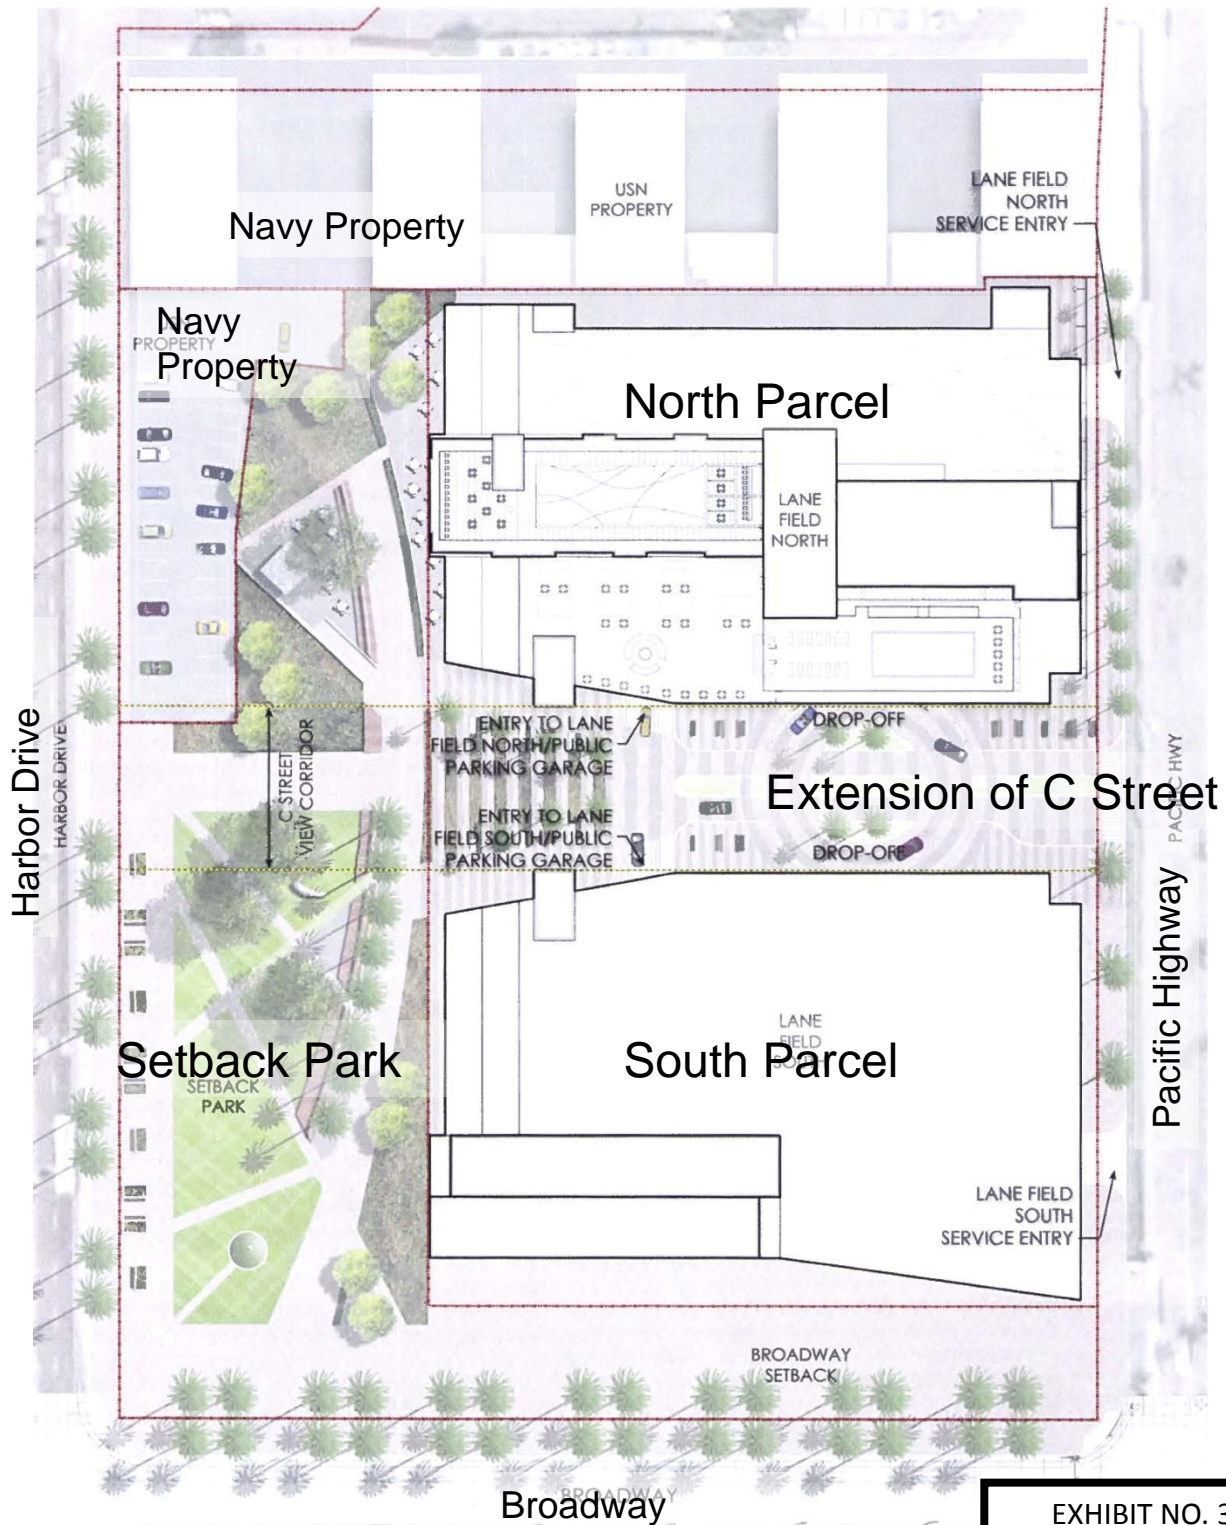 USN
PROPERTY
LANE FIELD
NORTH
SERVICE ENTRY
Navy Property
Navy
Property
PROPERTY
North Parcel
LANE
FIELD
NORTH
ENTRY TO LANE
FIELD NORTH/PUBLIC
PARKING GARAGE
DROP-OFF
C STREET
VIEW CORRIDOR
Harbor Drive
HARBOR DRIVE
Extension of C Street
PACIFIC HWY
ENTRY TO LANE
FIELD SOUTH/PUBLIC
PARKING GARAGE
DROP-OFF
Pacific Highway
Setback Park
SETBACK
PARK
South Parcel
LANE
FIELD
SOUTH
LANE FIELD
SOUTH
SERVICE ENTRY
BROADWAY
SETBACK
BROADWAY
Broadway
EXHIBIT NO. 3